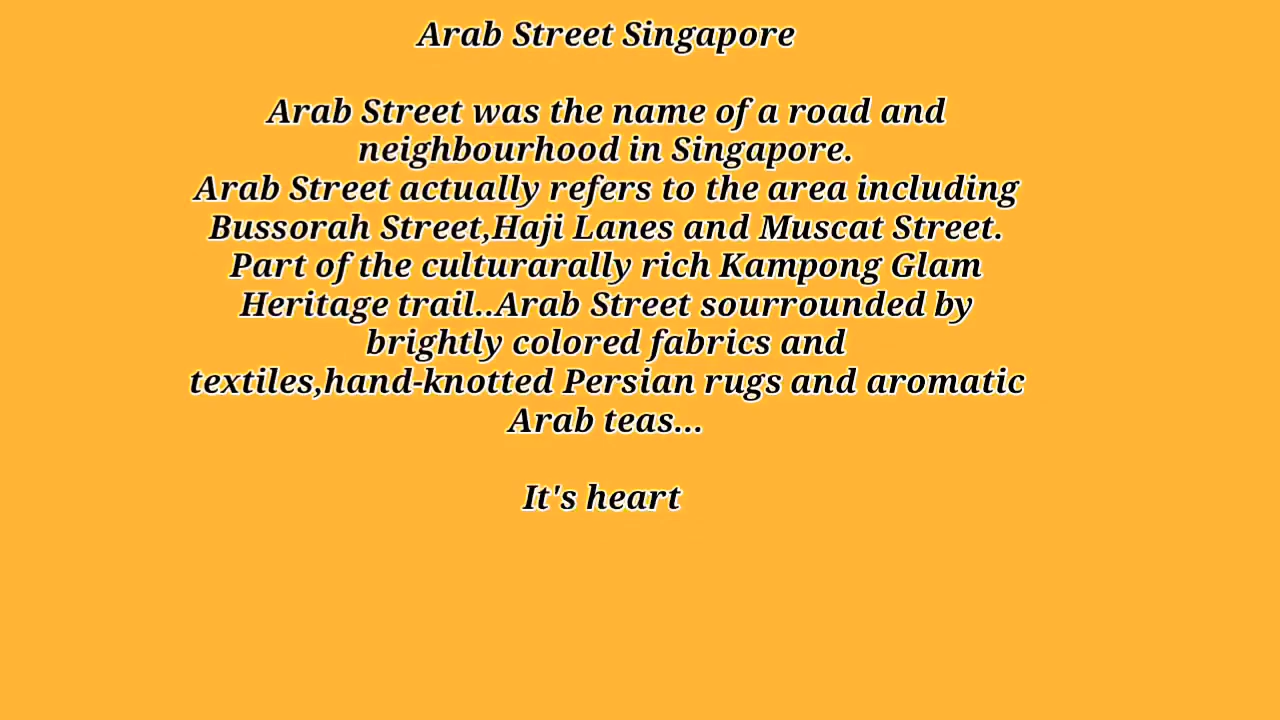 Arab Street Singapore
Arab Street was the name of a road and
neighbourhood in Singapore.
Arab Street actually refers to the area including
Bussorah Street,Haji Lanes and Muscat Street.
Part of the culturarally rich Kampong Glam
Heritage trail..Arab Street sourrounded by
brightly colored fabrics and
textiles,hand-knotted Persian rugs and aromatic
Arab teas...
It's heart